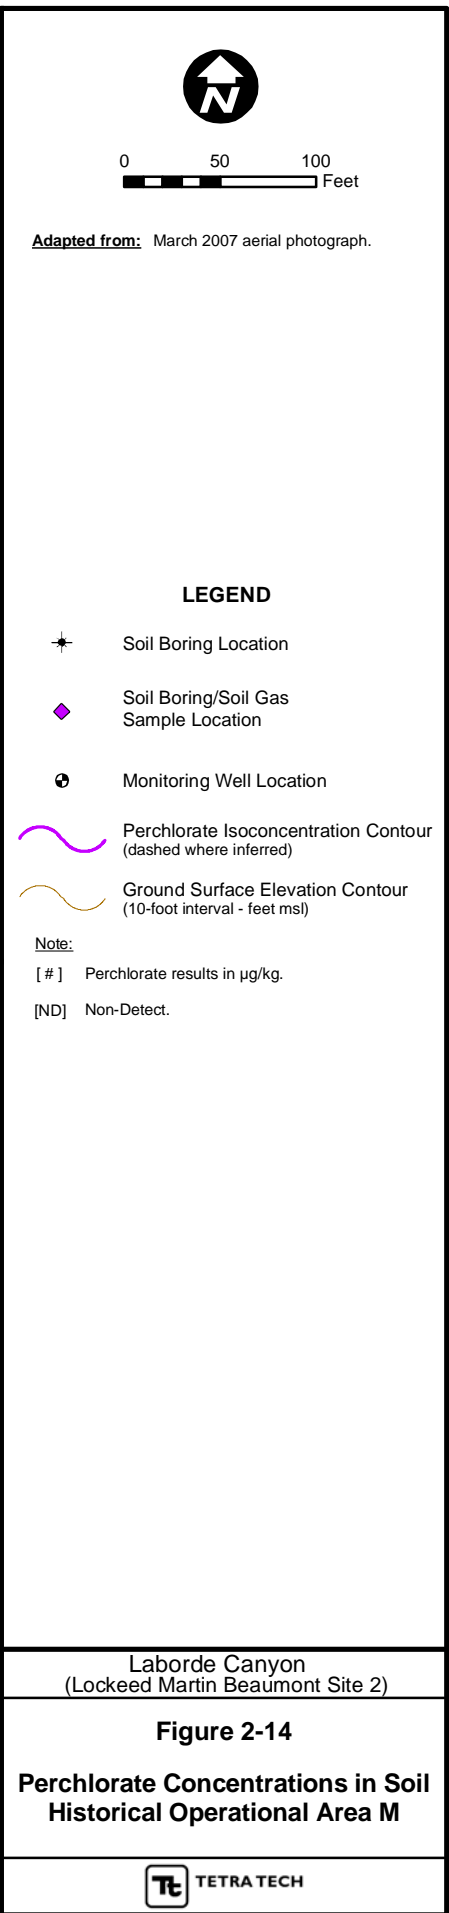 N
0 50 100
Feet
Adapted from: March 2007 aerial photograph.
LEGEND
Soil Boring Location
Soil Boring/Soil Gas
Sample Location
Monitoring Well Location
Perchlorate Isoconcentration Contour
(dashed where inferred)
Ground Surface Elevation Contour
(10-foot interval - feet msl)
Note:
[ # ] Perchlorate results in µg/kg.
[ND] Non-Detect.
Laborde Canyon
(Lockeed Martin Beaumont Site 2)
Figure 2-14
Perchlorate Concentrations in Soil
Historical Operational Area M
Tt TETRA TECH